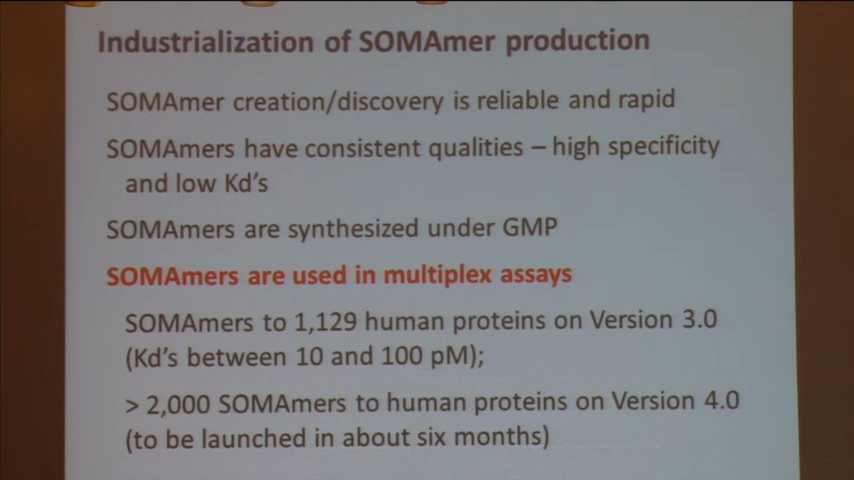 Industrialization of SOMAmer production
SOMAmer creation/discovery is reliable and rapid
SOMAmers have consistent qualities – high specificity
and low Kd's
SOMAmers are synthesized under GMP
SOMAmers are used in multiplex assays
SOMAmers to 1,129 human proteins on Version 3.0
(Kd's between 10 and 100 pM);
> 2,000 SOMAmers to human proteins on Version 4.0
(to be launched in about six months)